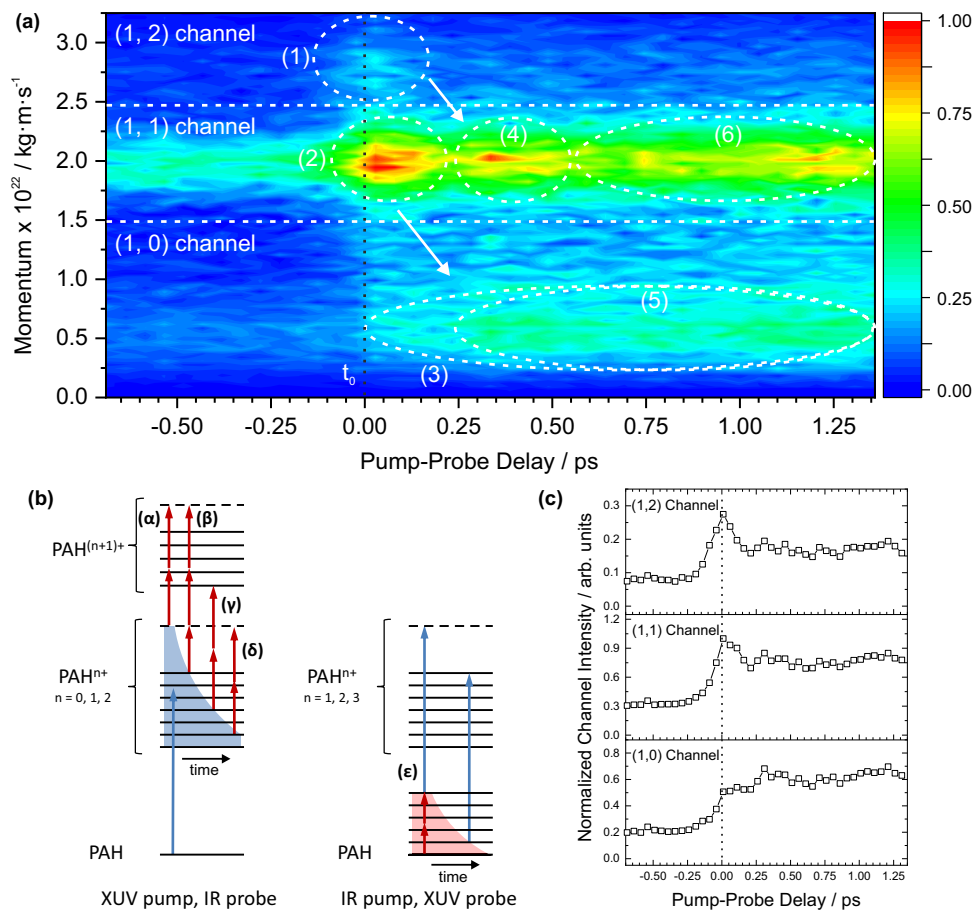 (a)
(1, 2) channel
(1)
(1, 1) channel
(2)
(4)
(6)
(1, 0) channel
(5)
(3)
t₀
3.0
2.5
2.0
1.5
1.0
0.5
0.0
Momentum x 10²² / kg·m·s⁻¹
-0.50
-0.25
0.00
0.25
0.50
0.75
1.00
1.25
Pump-Probe Delay / ps
1.00
0.75
0.50
0.25
0.00
(b)
(α)
(β)
PAH⁽ⁿ⁺¹⁾⁺
(γ)
(δ)
PAHⁿ⁺
n = 0, 1, 2
time
PAH
XUV pump, IR probe
PAHⁿ⁺
n = 1, 2, 3
(ε)
PAH
time
IR pump, XUV probe
(c)
(1,2) Channel
0.3
0.2
0.1
0.0
(1,1) Channel
1.2
0.9
0.6
0.3
0.0
(1,0) Channel
0.8
0.6
0.4
0.2
0.0
Normalized Channel Intensity / arb. units
-0.50
-0.25
0.00
0.25
0.50
0.75
1.00
1.25
Pump-Probe Delay / ps